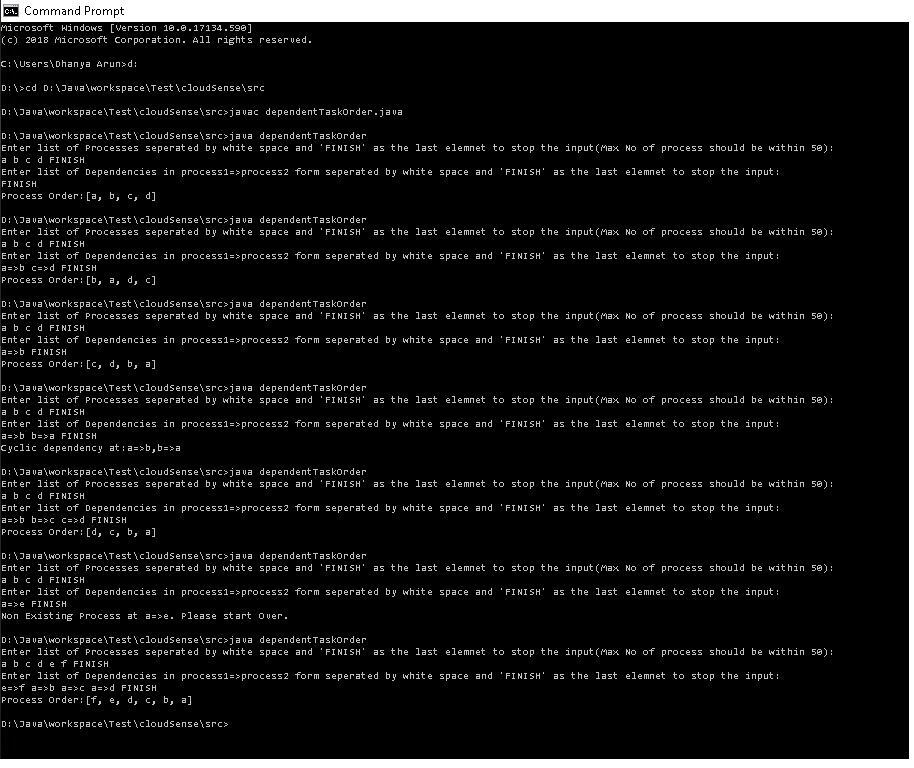 Command Prompt
Microsoft Windows [Version 10.0.17134.590]
(c) 2018 Microsoft Corporation. All rights reserved.
C:\Users\Dhanya Arun>d:
D:\>cd D:\Java\workspace\Test\cloudSense\src
D:\Java\workspace\Test\cloudSense\src>javac dependentTaskOrder.java
D:\Java\workspace\Test\cloudSense\src>java dependentTaskOrder
Enter list of Processes seperated by white space and 'FINISH' as the last elemnet to stop the input(Max No of process should be within 50):
a b c d FINISH
Enter list of Dependencies in process1=>process2 form seperated by white space and 'FINISH' as the last elemnet to stop the input:
FINISH
Process Order:[a, b, c, d]
D:\Java\workspace\Test\cloudSense\src>java dependentTaskOrder
Enter list of Processes seperated by white space and 'FINISH' as the last elemnet to stop the input(Max No of process should be within 50):
a b c d FINISH
Enter list of Dependencies in process1=>process2 form seperated by white space and 'FINISH' as the last elemnet to stop the input:
a=>b c=>d FINISH
Process Order:[b, a, d, c]
D:\Java\workspace\Test\cloudSense\src>java dependentTaskOrder
Enter list of Processes seperated by white space and 'FINISH' as the last elemnet to stop the input(Max No of process should be within 50):
a b c d FINISH
Enter list of Dependencies in process1=>process2 form seperated by white space and 'FINISH' as the last elemnet to stop the input:
a=>b FINISH
Process Order:[c, d, b, a]
D:\Java\workspace\Test\cloudSense\src>java dependentTaskOrder
Enter list of Processes seperated by white space and 'FINISH' as the last elemnet to stop the input(Max No of process should be within 50):
a b c d FINISH
Enter list of Dependencies in process1=>process2 form seperated by white space and 'FINISH' as the last elemnet to stop the input:
a=>b b=>a FINISH
Cyclic dependency at:a=>b,b=>a
D:\Java\workspace\Test\cloudSense\src>java dependentTaskOrder
Enter list of Processes seperated by white space and 'FINISH' as the last elemnet to stop the input(Max No of process should be within 50):
a b c d FINISH
Enter list of Dependencies in process1=>process2 form seperated by white space and 'FINISH' as the last elemnet to stop the input:
a=>b b=>c c=>d FINISH
Process Order:[d, c, b, a]
D:\Java\workspace\Test\cloudSense\src>java dependentTaskOrder
Enter list of Processes seperated by white space and 'FINISH' as the last elemnet to stop the input(Max No of process should be within 50):
a b c d FINISH
Enter list of Dependencies in process1=>process2 form seperated by white space and 'FINISH' as the last elemnet to stop the input:
a=>e FINISH
Non Existing Process at a=>e. Please start Over.
D:\Java\workspace\Test\cloudSense\src>java dependentTaskOrder
Enter list of Processes seperated by white space and 'FINISH' as the last elemnet to stop the input(Max No of process should be within 50):
a b c d e f FINISH
Enter list of Dependencies in process1=>process2 form seperated by white space and 'FINISH' as the last elemnet to stop the input:
e=>f a=>b a=>c a=>d FINISH
Process Order:[f, e, d, c, b, a]
D:\Java\workspace\Test\cloudSense\src>